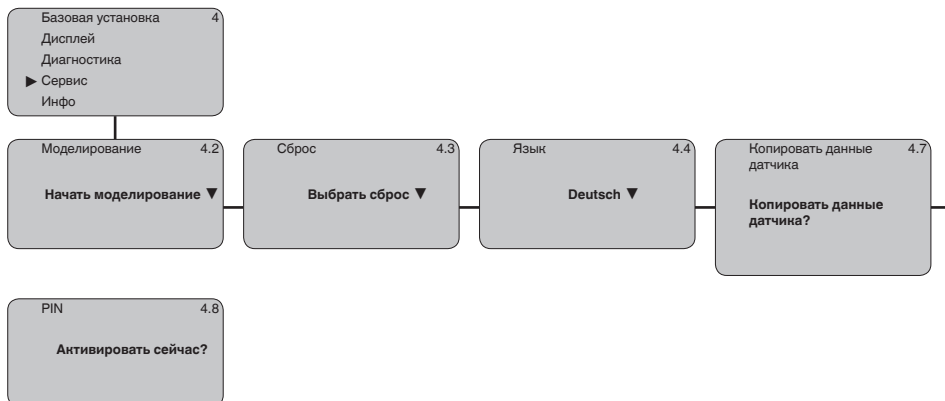 Базовая установка 4
Дисплей
Диагностика
▶ Сервис
Инфо
Моделирование 4.2
Начать моделирование ▼
Сброс 4.3
Выбрать сброс ▼
Язык 4.4
Deutsch ▼
Копировать данные 4.7
датчика
Копировать данные
датчика?
PIN 4.8
Активировать сейчас?